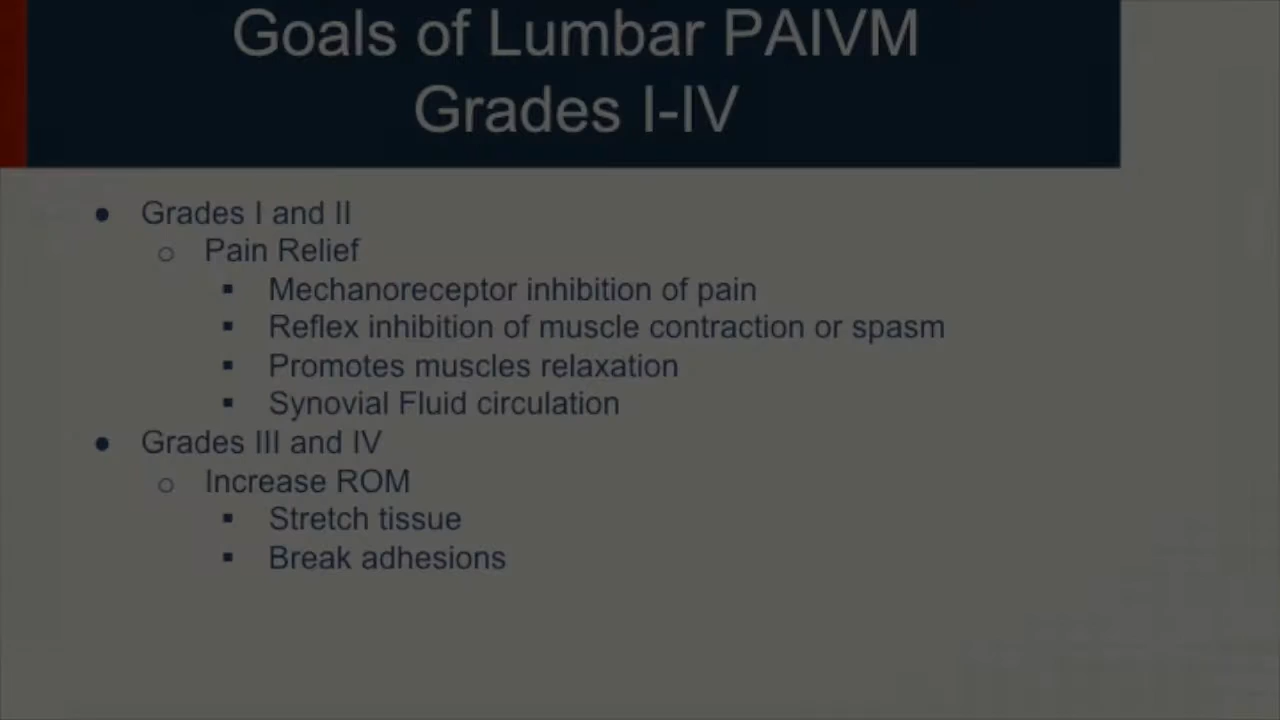 Goals of Lumbar PAIVM
Grades I-IV
● Grades I and II
○ Pain Relief
▪ Mechanoreceptor inhibition of pain
▪ Reflex inhibition of muscle contraction or spasm
▪ Promotes muscles relaxation
▪ Synovial Fluid circulation
● Grades III and IV
○ Increase ROM
▪ Stretch tissue
▪ Break adhesions